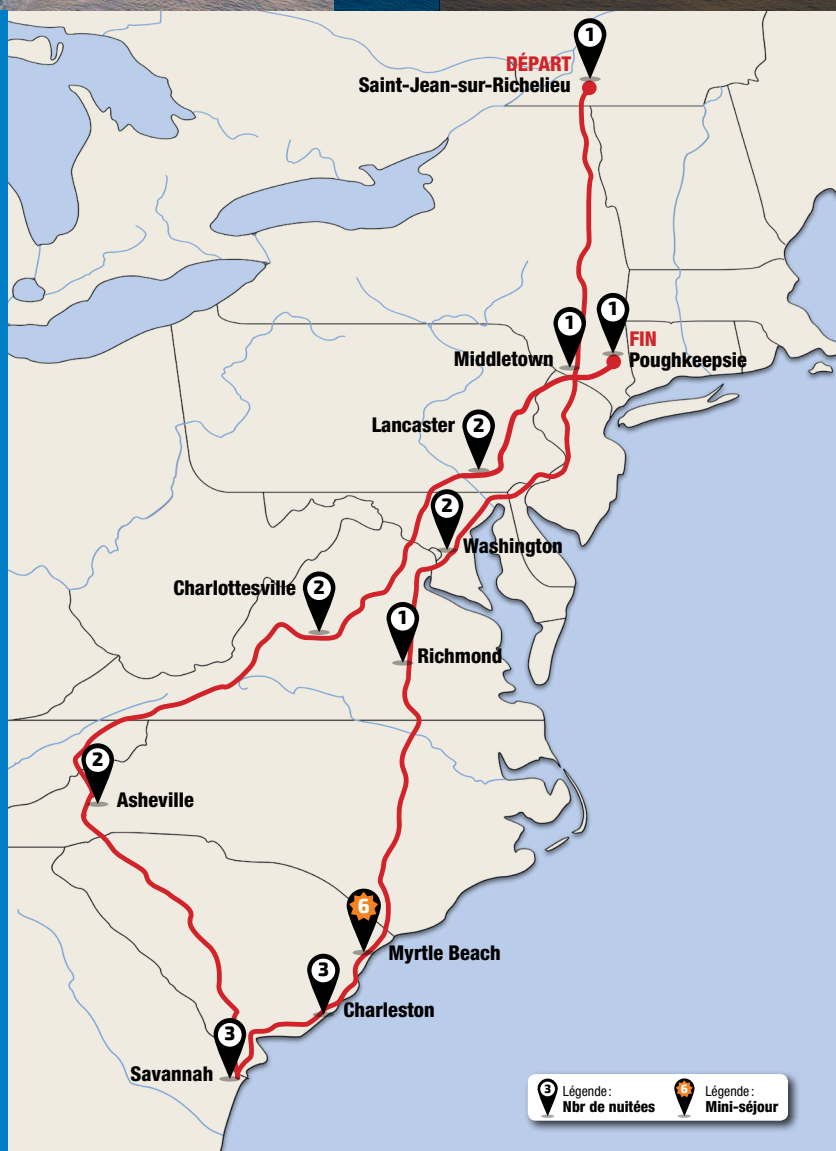 1
DÉPART
Saint-Jean-sur-Richelieu
1
1
FIN
Middletown
Poughkeepsie
Lancaster
2
2
Washington
Charlottesville
2
1
Richmond
2
Asheville
6
Myrtle Beach
3
Charleston
3
Savannah
3
Légende :
Nbr de nuitées
6
Légende :
Mini-séjour